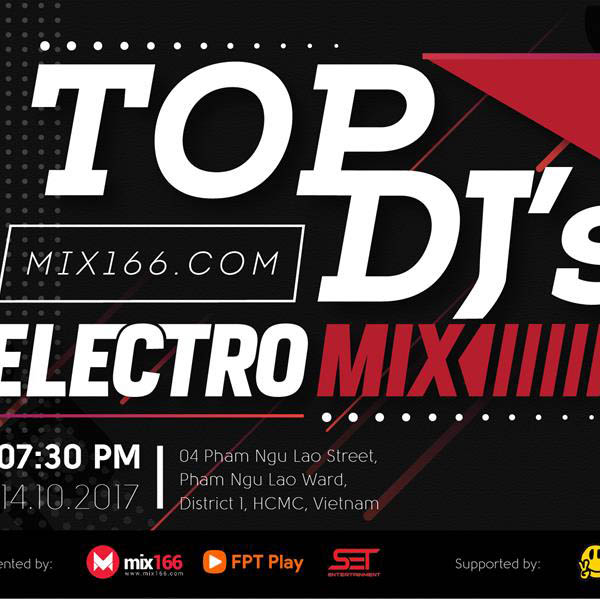 TOP
DJ's
MIX166.COM
ELECTRO MIX
07:30 PM
14.10.2017
04 Pham Ngu Lao Street,
Pham Ngu Lao Ward,
District 1, HCMC, Vietnam
ented by:
mix166
www.mix166.com
FPT Play
SET
ENTERTAINMENT
Supported by: